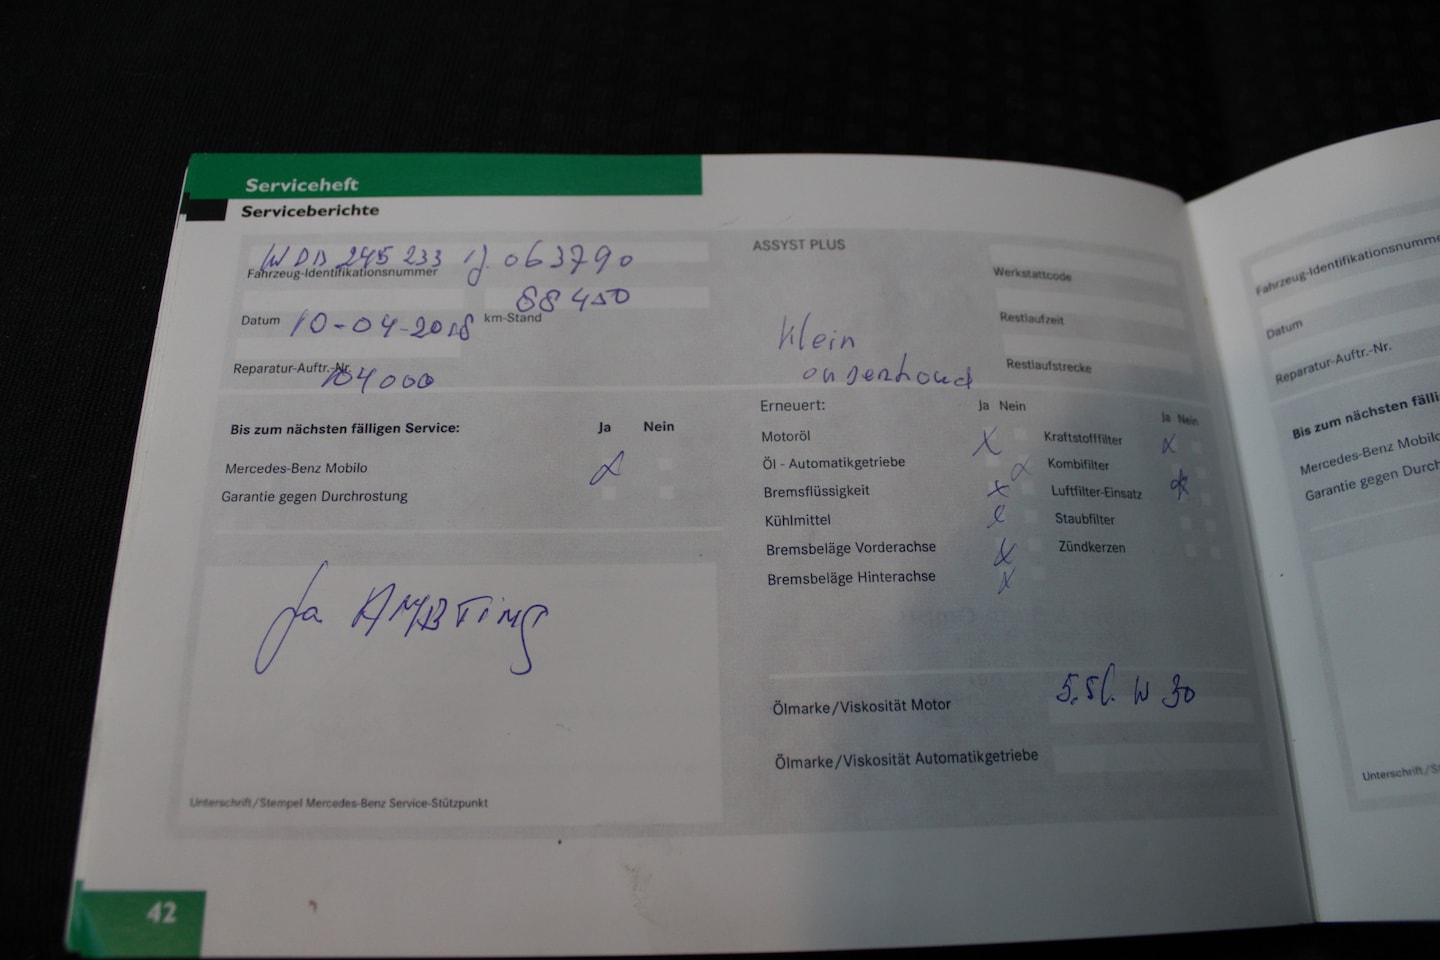 Serviceheft
Serviceberichte
WDB 245 233 1J. 063790
Fahrzeug-Identifikationsnummer
88450
Datum 10-04-2018 km-Stand
Reparatur-Auftr.-Nr. 104000
Bis zum nächsten fälligen Service: Ja Nein
Mercedes-Benz Mobilo
Garantie gegen Durchrostung
Ja
Unterschrift/Stempel Mercedes-Benz Service-Stützpunkt
42
ASSYST PLUS
Werkstattcode
Restlaufzeit
Restlaufstrecke
Klein
onderhoud
Erneuert: Ja Nein Ja Nein
Motoröl X Kraftstofffilter X
Öl - Automatikgetriebe Kombifilter
Bremsflüssigkeit X Luftfilter-Einsatz X
Kühlmittel Staubfilter
Bremsbeläge Vorderachse X Zündkerzen
Bremsbeläge Hinterachse X
Ölmarke/Viskosität Motor 5,5l. W 30
Ölmarke/Viskosität Automatikgetriebe
Fahrzeug-Identifikationsnumme
Datum
Reparatur-Auftr.-Nr.
Bis zum nächsten fälli
Mercedes-Benz Mobilo
Garantie gegen Durch
Unterschrift/S